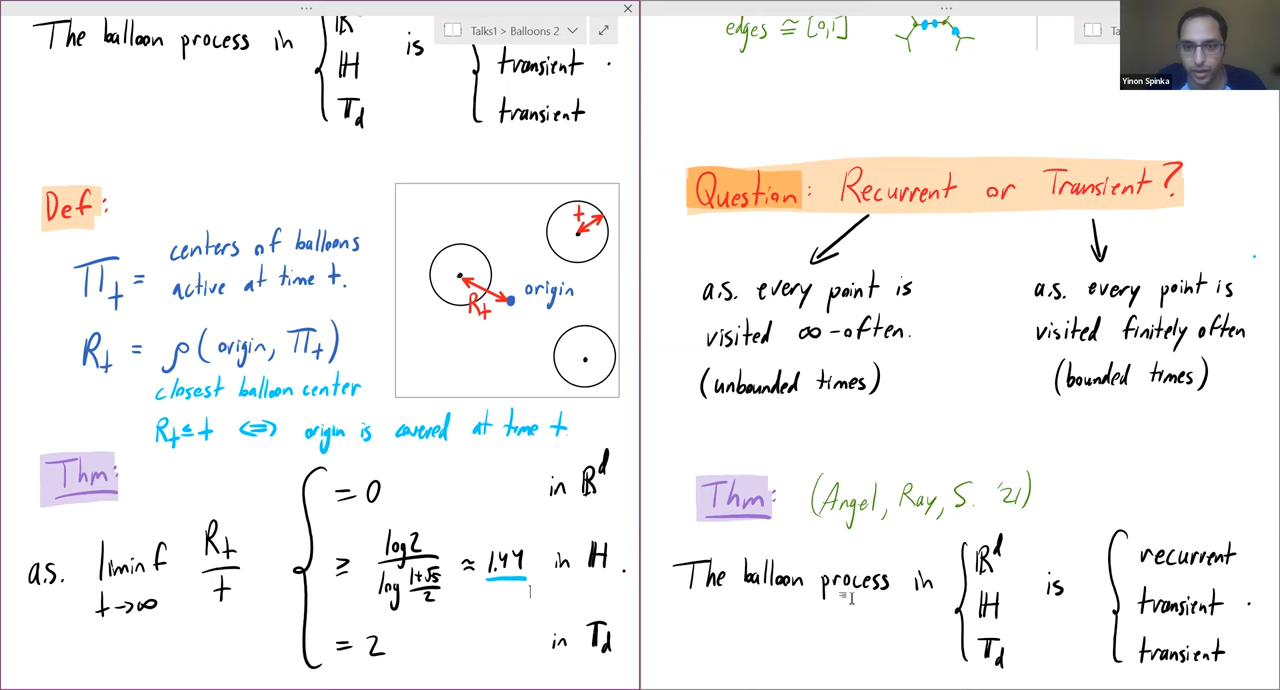 The balloon process in { ℝ is {
ℍ transient .
𝕋_d transient
Talks1 > Balloons 2
Def:
Π_t = centers of balloons
active at time t.
R_t = ρ(origin, Π_t)
closest balloon center
R_t ≤ t ⟺ origin is covered at time t.
t
R_t
origin
Thm:
a.s. liminf_{t→∞} R_t/t { = 0 in ℝ^d
≥ log 2 / log (1+√5)/2 ≈ 1.44 in ℍ .
= 2 in 𝕋_d
edges ≅ [0,1]
Ta
Yinon Spinka
Question: Recurrent or Transient?
a.s. every point is
visited ∞-often.
(unbounded times)
a.s. every point is
visited finitely often
(bounded times)
Thm: (Angel, Ray, S. '21)
The balloon process in { ℝ^d is { recurrent
ℍ transient .
𝕋_d transient